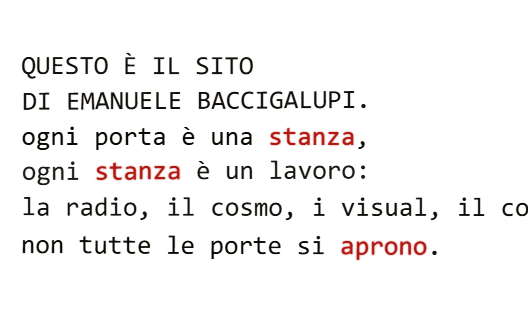 QUESTO È IL SITO
DI EMANUELE BACCIGALUPI.
ogni porta è una stanza,
ogni stanza è un lavoro:
la radio, il cosmo, i visual, il
non tutte le porte si aprono.